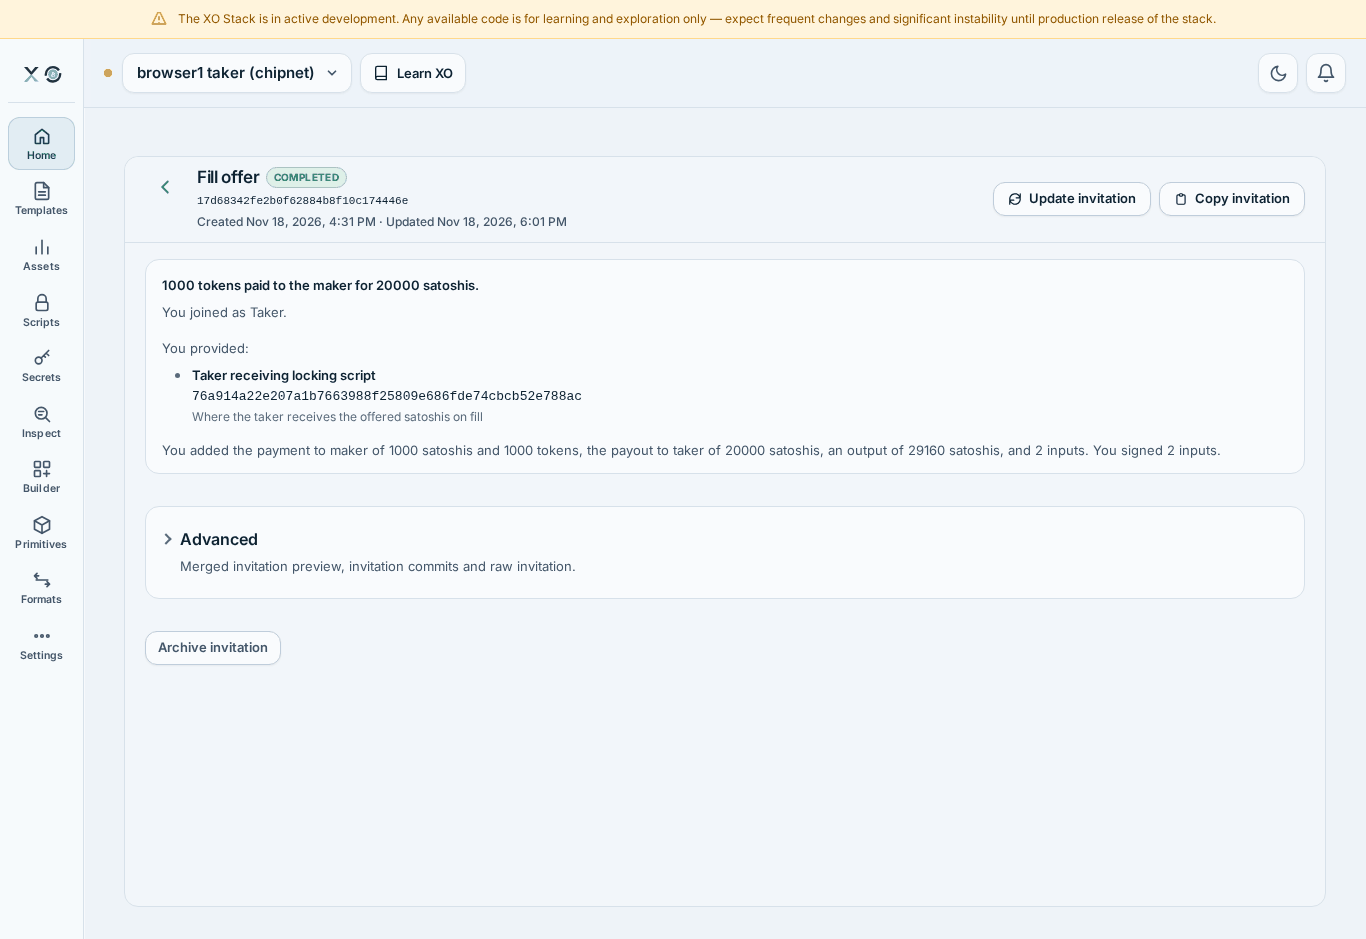 The XO Stack is in active development. Any available code is for learning and exploration only — expect frequent changes and significant instability until production release of the stack.
XO
browser1 taker (chipnet)
Learn XO
Home
Templates
Assets
Scripts
Secrets
Inspect
Builder
Primitives
Formats
Settings
Fill offer COMPLETED
17d68342fe2b0f62884b8f10c174446e
Created Nov 18, 2026, 4:31 PM · Updated Nov 18, 2026, 6:01 PM
Update invitation
Copy invitation
1000 tokens paid to the maker for 20000 satoshis.
You joined as Taker.
You provided:
Taker receiving locking script
76a914a22e207a1b7663988f25809e686fde74cbcb52e788ac
Where the taker receives the offered satoshis on fill
You added the payment to maker of 1000 satoshis and 1000 tokens, the payout to taker of 20000 satoshis, an output of 29160 satoshis, and 2 inputs. You signed 2 inputs.
Advanced
Merged invitation preview, invitation commits and raw invitation.
Archive invitation